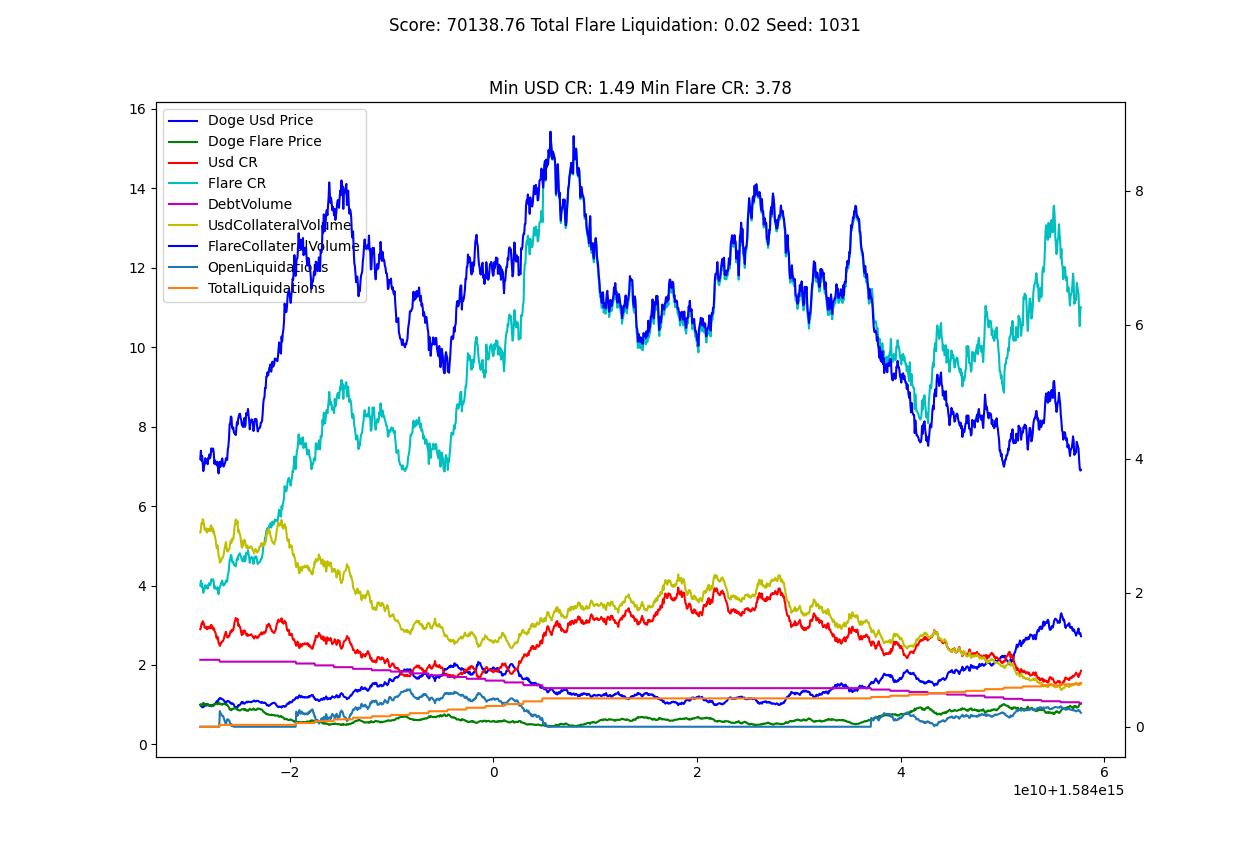 Score: 70138.76 Total Flare Liquidation: 0.02 Seed: 1031
Min USD CR: 1.49 Min Flare CR: 3.78
Doge Usd Price
Doge Flare Price
Usd CR
Flare CR
DebtVolume
UsdCollateralVolume
FlareCollateralVolume
OpenLiquidations
TotalLiquidations
16
14
12
10
8
6
4
2
0
8
6
4
2
0
−2
0
2
4
6
1e10+1.584e15